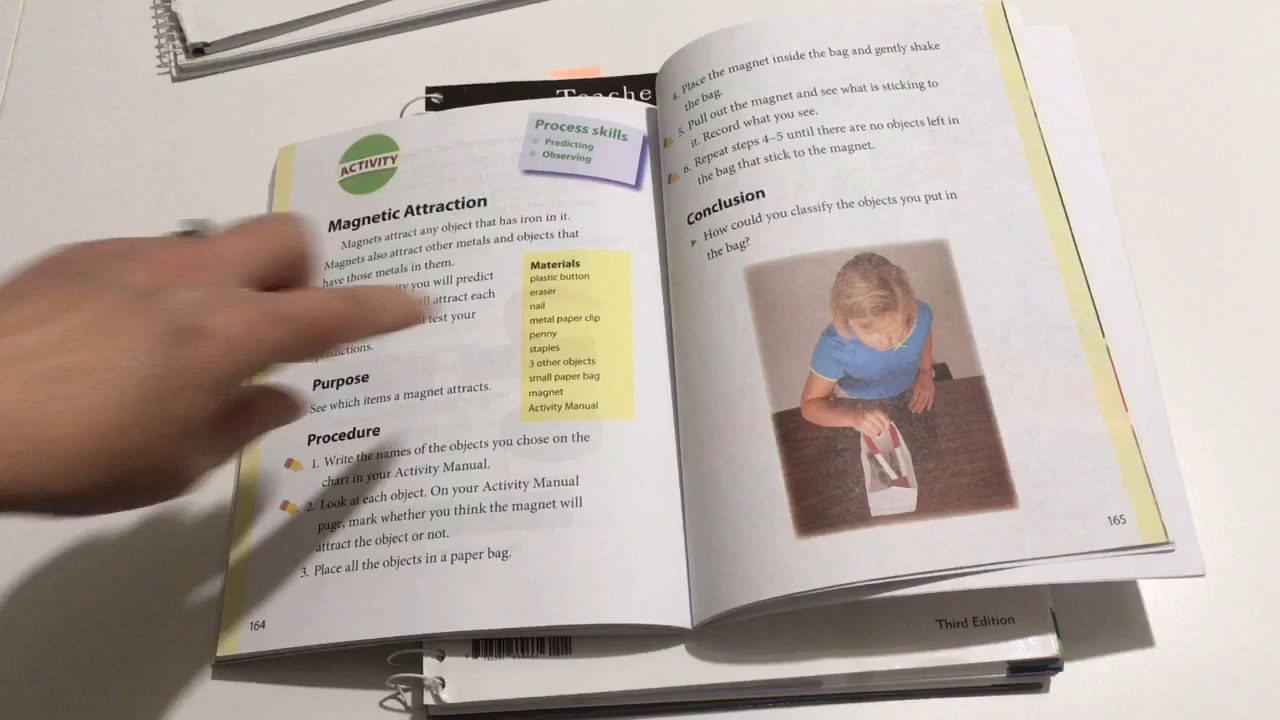 Teache
ACTIVITY
Process skills
Predicting
Observing
Magnetic Attraction
Magnets attract any object that has iron in it.
Magnets also attract other metals and objects that
have those metals in them.
you will predict
attract each
test your
predictions.
Materials
plastic button
eraser
nail
metal paper clip
penny
staples
3 other objects
small paper bag
magnet
Activity Manual
Purpose
See which items a magnet attracts.
Procedure
1. Write the names of the objects you chose on the
chart in your Activity Manual.
2. Look at each object. On your Activity Manual
page, mark whether you think the magnet will
attract the object or not.
3. Place all the objects in a paper bag.
164
4. Place the magnet inside the bag and gently shake
the bag.
5. Pull out the magnet and see what is sticking to
it. Record what you see.
6. Repeat steps 4–5 until there are no objects left in
the bag that stick to the magnet.
Conclusion
How could you classify the objects you put in
the bag?
165
Third Edition